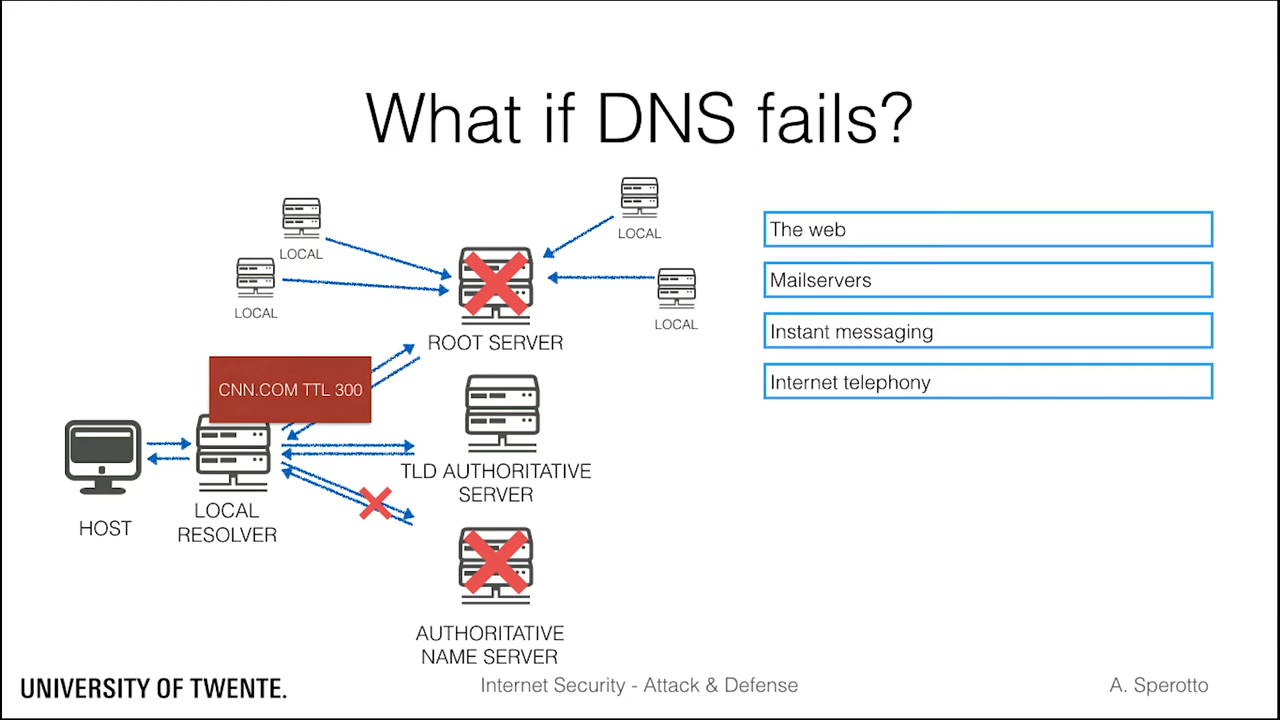 What if DNS fails?
LOCAL
LOCAL
LOCAL
LOCAL
ROOT SERVER
CNN.COM TTL 300
HOST
LOCAL
RESOLVER
TLD AUTHORITATIVE
SERVER
AUTHORITATIVE
NAME SERVER
The web
Mailservers
Instant messaging
Internet telephony
UNIVERSITY OF TWENTE.
Internet Security - Attack & Defense
A. Sperotto